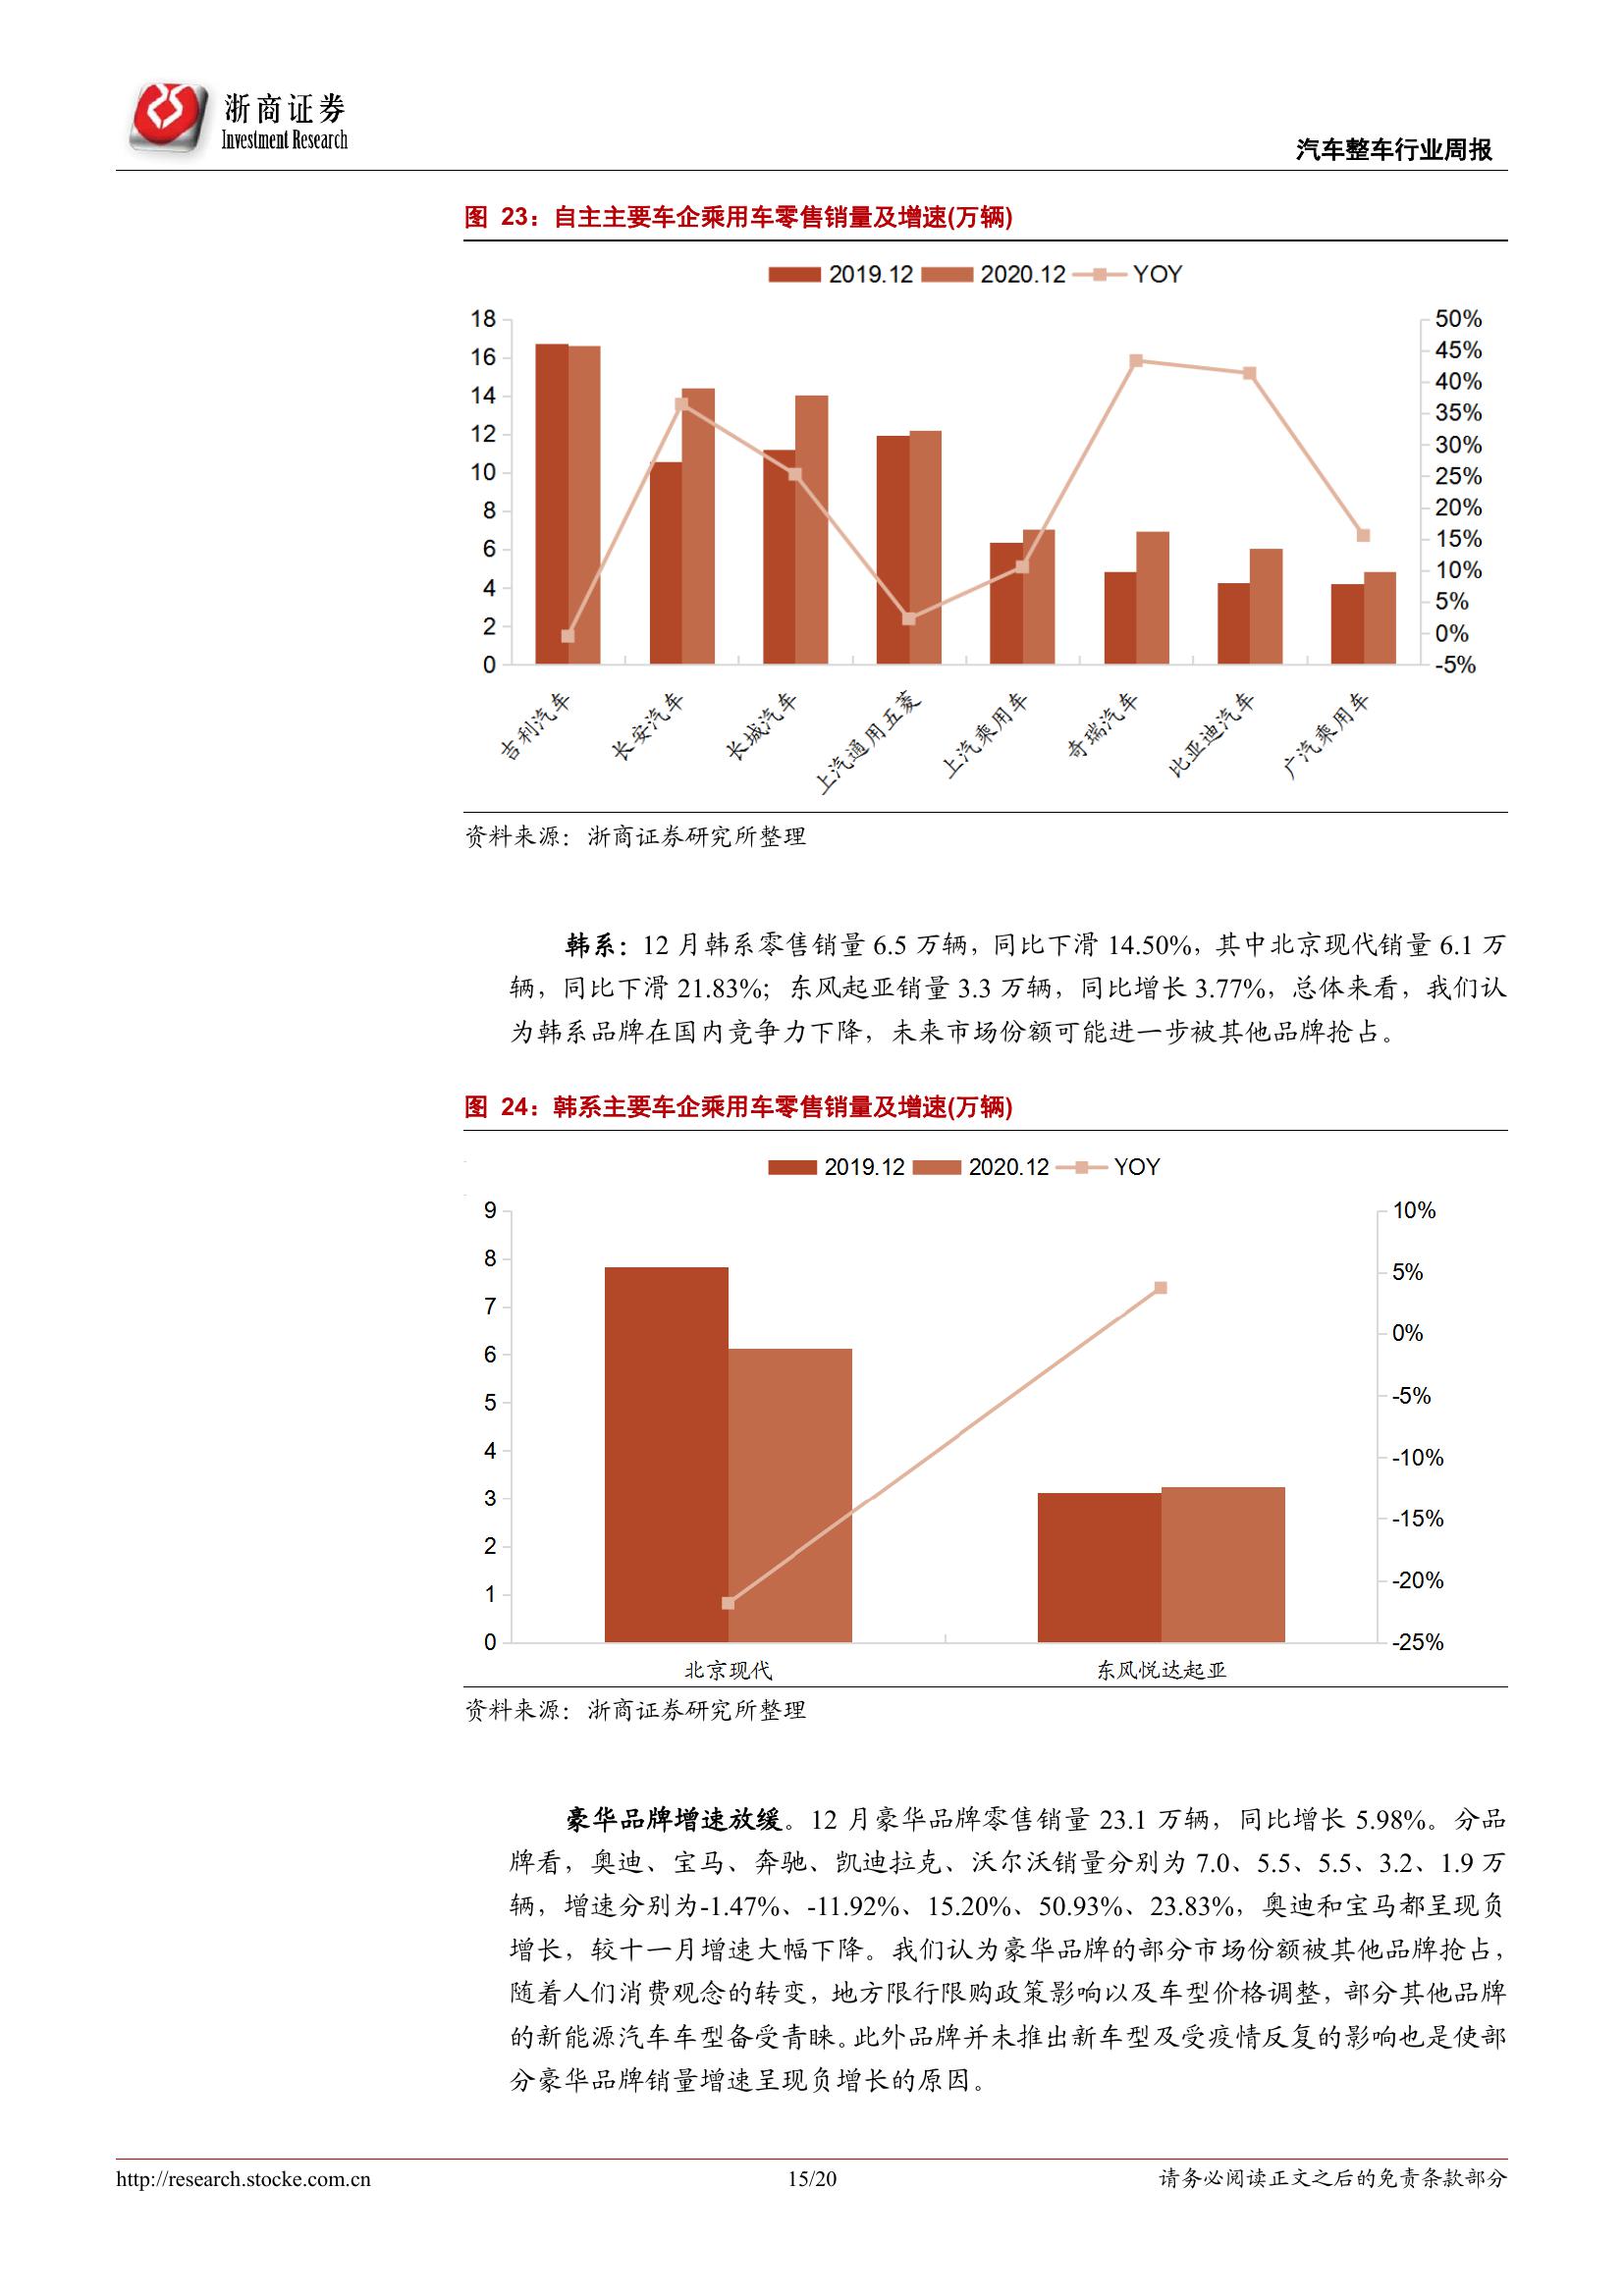 浙商证券
Investment Research
汽车整车行业周报
图 23：自主主要车企乘用车零售销量及增速(万辆)
2019.12 2020.12 YOY
18
16
14
12
10
8
6
4
2
0
50%
45%
40%
35%
30%
25%
20%
15%
10%
5%
0%
-5%
吉利汽车
长安汽车
长城汽车
上汽通用五菱
上汽乘用车
奇瑞汽车
比亚迪汽车
广汽乘用车
资料来源：浙商证券研究所整理
韩系：12 月韩系零售销量 6.5 万辆，同比下滑 14.50%，其中北京现代销量 6.1 万
辆，同比下滑 21.83%；东风起亚销量 3.3 万辆，同比增长 3.77%，总体来看，我们认
为韩系品牌在国内竞争力下降，未来市场份额可能进一步被其他品牌抢占。
图 24：韩系主要车企乘用车零售销量及增速(万辆)
2019.12 2020.12 YOY
9
8
7
6
5
4
3
2
1
0
10%
5%
0%
-5%
-10%
-15%
-20%
-25%
北京现代
东风悦达起亚
资料来源：浙商证券研究所整理
豪华品牌增速放缓。12 月豪华品牌零售销量 23.1 万辆，同比增长 5.98%。分品
牌看，奥迪、宝马、奔驰、凯迪拉克、沃尔沃销量分别为 7.0、5.5、5.5、3.2、1.9 万
辆，增速分别为-1.47%、-11.92%、15.20%、50.93%、23.83%，奥迪和宝马都呈现负
增长，较十一月增速大幅下降。我们认为豪华品牌的部分市场份额被其他品牌抢占，
随着人们消费观念的转变，地方限行限购政策影响以及车型价格调整，部分其他品牌
的新能源汽车车型备受青睐。此外品牌并未推出新车型及受疫情反复的影响也是使部
分豪华品牌销量增速呈现负增长的原因。
http://research.stocke.com.cn
15/20
请务必阅读正文之后的免责条款部分